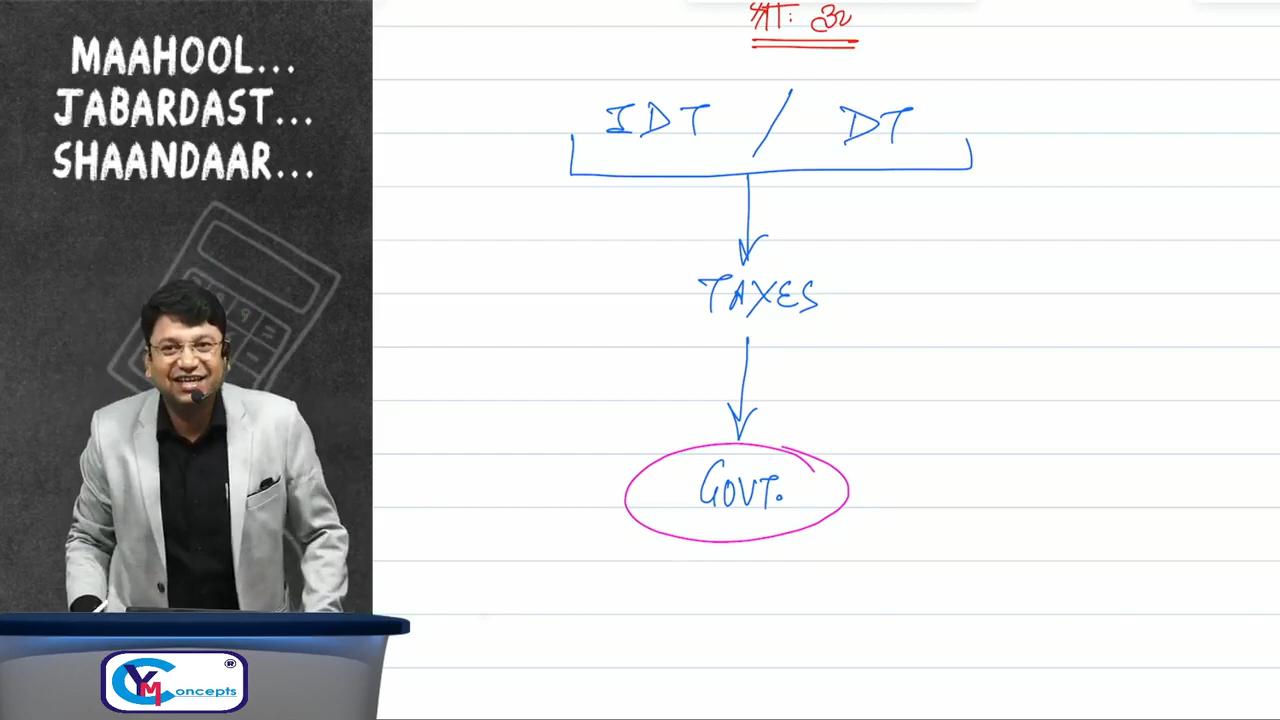 MAAHOOL...
JABARDAST...
SHAANDAAR...
IDT / DT
TAXES
GOVT.
YM Concepts ®